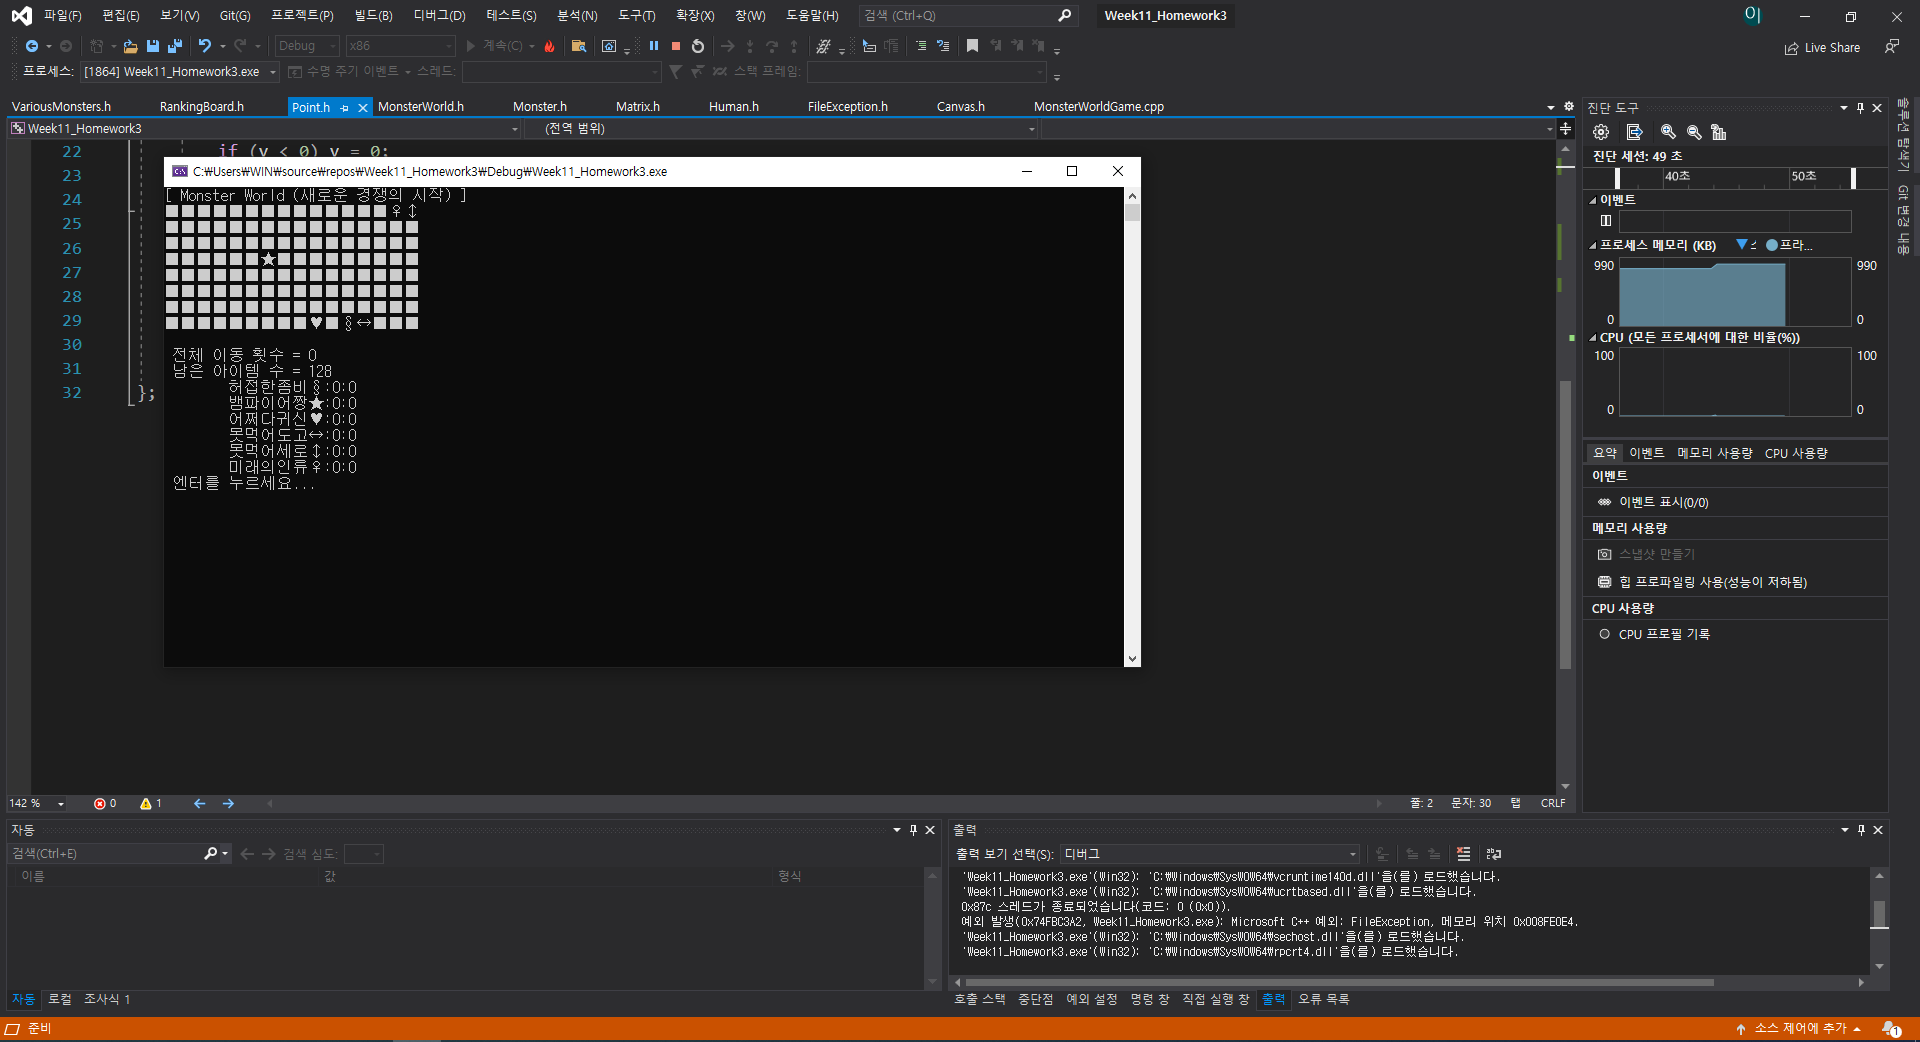 파일(F) 편집(E) 보기(V) Git(G) 프로젝트(P) 빌드(B) 디버그(D) 테스트(S) 분석(N) 도구(T) 확장(X) 창(W) 도움말(H) 검색 (Ctrl+Q) Week11_Homework3
Debug x86 계속(C) Live Share
프로세스: [1864] Week11_Homework3.exe 수명 주기 이벤트 스레드: 스택 프레임:
VariousMonsters.h RankingBoard.h Point.h MonsterWorld.h Monster.h Matrix.h Human.h FileException.h Canvas.h MonsterWorldGame.cpp
Week11_Homework3 (전역 범위)
22 if (y < 0) y = 0;
23
24
25
26
27
28
29
30
31
32 };
C:₩Users₩WIN₩source₩repos₩Week11_Homework3₩Debug₩Week11_Homework3.exe
[ Monster World (새로운 경쟁의 시작) ]
■■■■■■■■■■■■■■♀↕
■■■■■■■■■■■■■■■■
■■■■■■■■■■■■■■■■
■■■■■■★■■■■■■■■■
■■■■■■■■■■■■■■■■
■■■■■■■■■■■■■■■■
■■■■■■■■■■■■■■■■
■■■■■■■■■♥■§↔■■■
전체 이동 횟수 = 0
남은 아이템 수 = 128
허접한좀비§:0:0
뱀파이어짱★:0:0
어쩌다귀신♥:0:0
못먹어도고↔:0:0
못먹어세로↕:0:0
미래의인류♀:0:0
엔터를 누르세요...
진단 도구
진단 세션: 49 초
40초 50초
이벤트
프로세스 메모리 (KB) 프라...
990 990
0 0
CPU (모든 프로세서에 대한 비율(%))
100 100
0 0
요약 이벤트 메모리 사용량 CPU 사용량
이벤트
이벤트 표시(0/0)
메모리 사용량
스냅샷 만들기
힙 프로파일링 사용(성능이 저하됨)
CPU 사용량
CPU 프로필 기록
솔루션 탐색기
Git 변경 내용
142 % 0 1 줄: 2 문자: 30 탭 CRLF
자동
검색(Ctrl+E) 검색 심도:
이름 값 형식
자동 로컬 조사식 1
출력
출력 보기 선택(S): 디버그
'Week11_Homework3.exe'(Win32): 'C:₩Windows₩SysWOW64₩vcruntime140d.dll'을(를) 로드했습니다.
'Week11_Homework3.exe'(Win32): 'C:₩Windows₩SysWOW64₩ucrtbased.dll'을(를) 로드했습니다.
0x87c 스레드가 종료되었습니다(코드: 0 (0x0)).
예외 발생(0x74FBC3A2, Week11_Homework3.exe): Microsoft C++ 예외: FileException, 메모리 위치 0x008FE0E4.
'Week11_Homework3.exe'(Win32): 'C:₩Windows₩SysWOW64₩sechost.dll'을(를) 로드했습니다.
'Week11_Homework3.exe'(Win32): 'C:₩Windows₩SysWOW64₩rpcrt4.dll'을(를) 로드했습니다.
호출 스택 중단점 예외 설정 명령 창 직접 실행 창 출력 오류 목록
준비 소스 제어에 추가 1